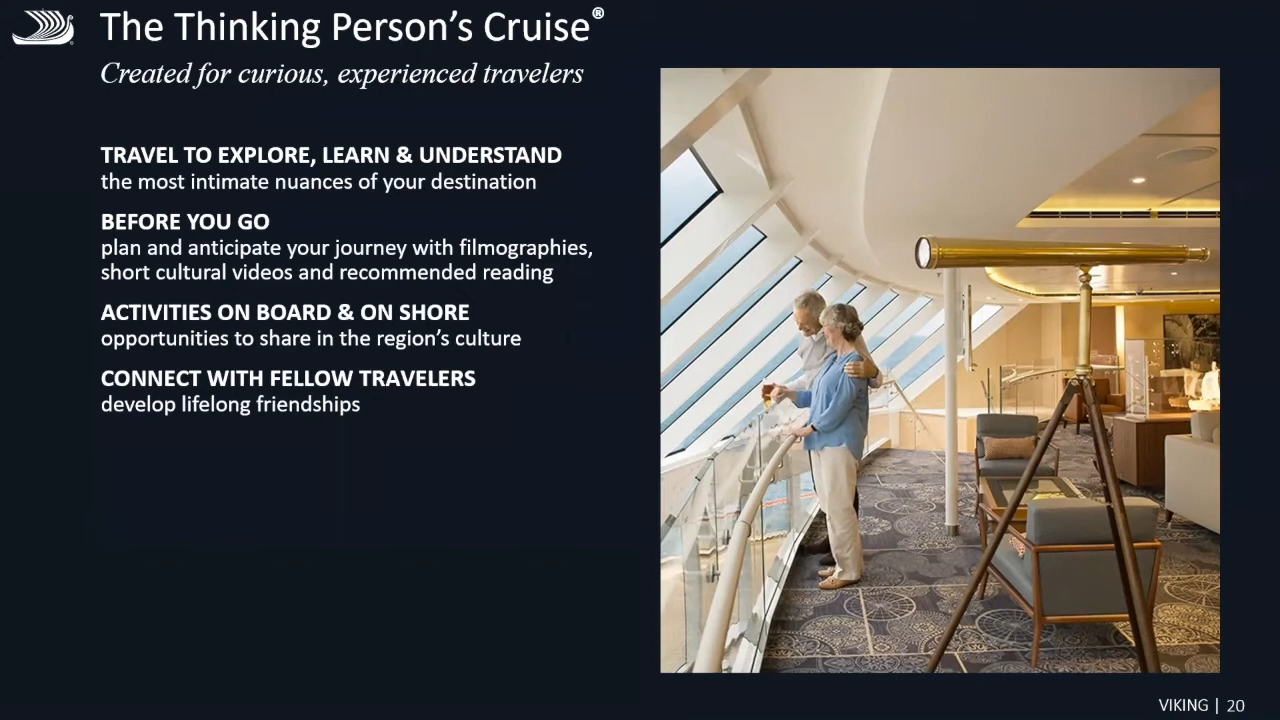 The Thinking Person's Cruise®
Created for curious, experienced travelers
TRAVEL TO EXPLORE, LEARN & UNDERSTAND
the most intimate nuances of your destination
BEFORE YOU GO
plan and anticipate your journey with filmographies,
short cultural videos and recommended reading
ACTIVITIES ON BOARD & ON SHORE
opportunities to share in the region's culture
CONNECT WITH FELLOW TRAVELERS
develop lifelong friendships
VIKING | 20